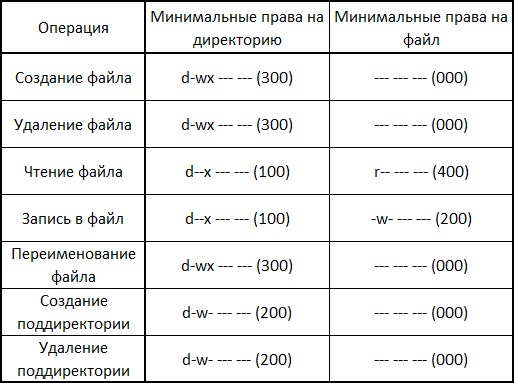 Операция
Минимальные права на
директорию
Минимальные права на
файл
Создание файла
d-wx --- --- (300)
--- --- --- (000)
Удаление файла
d-wx --- --- (300)
--- --- --- (000)
Чтение файла
d--x --- --- (100)
r-- --- --- (400)
Запись в файл
d--x --- --- (100)
-w- --- --- (200)
Переименование
файла
d-wx --- --- (300)
--- --- --- (000)
Создание
поддиректории
d-w- --- --- (200)
--- --- --- (000)
Удаление
поддиректории
d-w- --- --- (200)
--- --- --- (000)